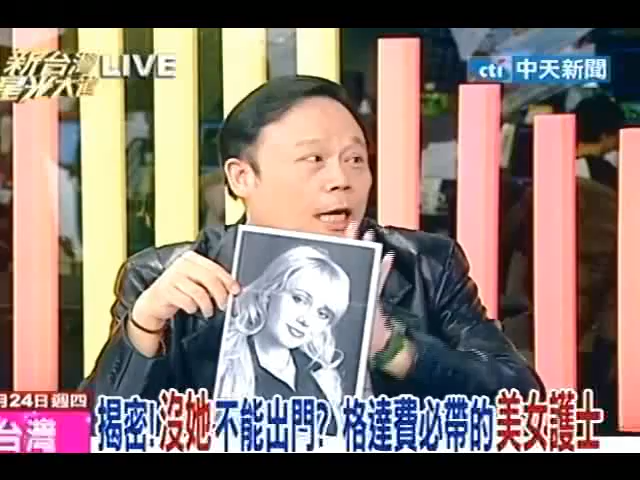 新台灣 LIVE
星光大道
cti 中天新聞
月24日週四
台灣
揭密!沒她不能出門? 格達費必帶的美女護士